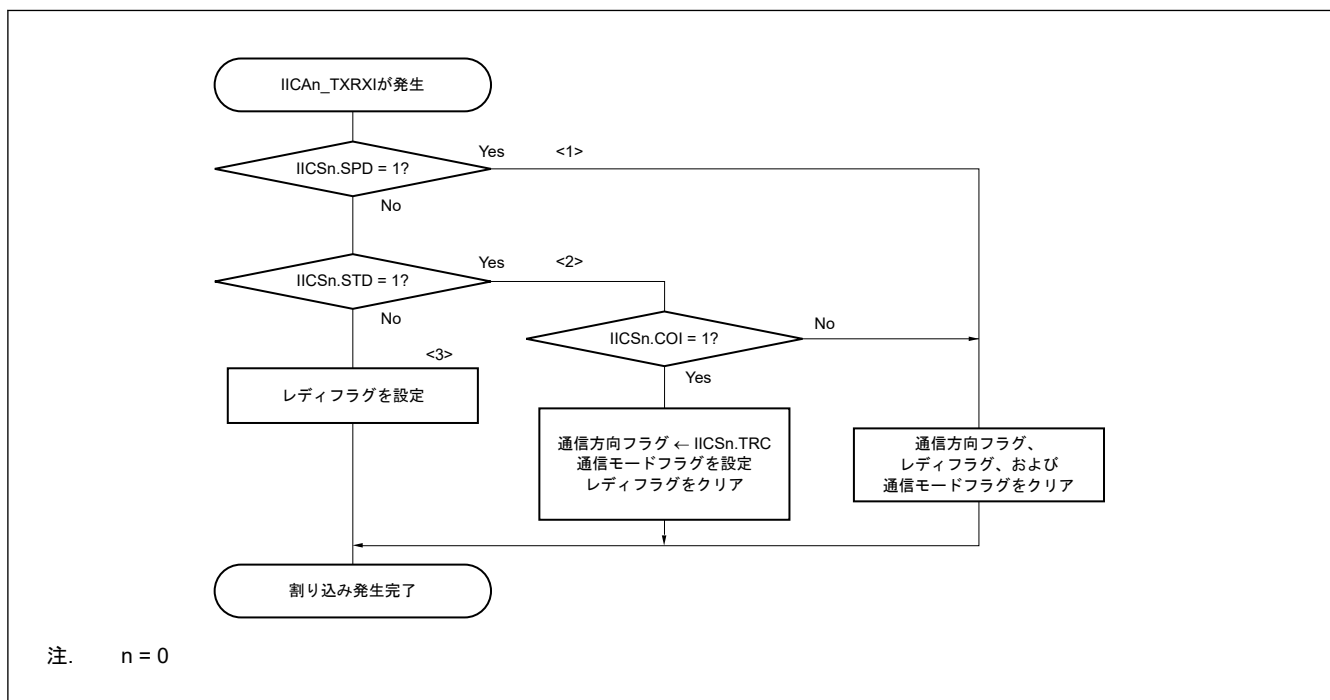 IICAn_TXRXIが発生
Yes
<1>
IICSn.SPD = 1?
No
Yes
<2>
IICSn.STD = 1?
No
IICSn.COI = 1?
No
<3>
Yes
レディフラグを設定
通信方向フラグ ← IICSn.TRC
通信モードフラグを設定
レディフラグをクリア
通信方向フラグ、
レディフラグ、および
通信モードフラグをクリア
割り込み発生完了
注. n = 0